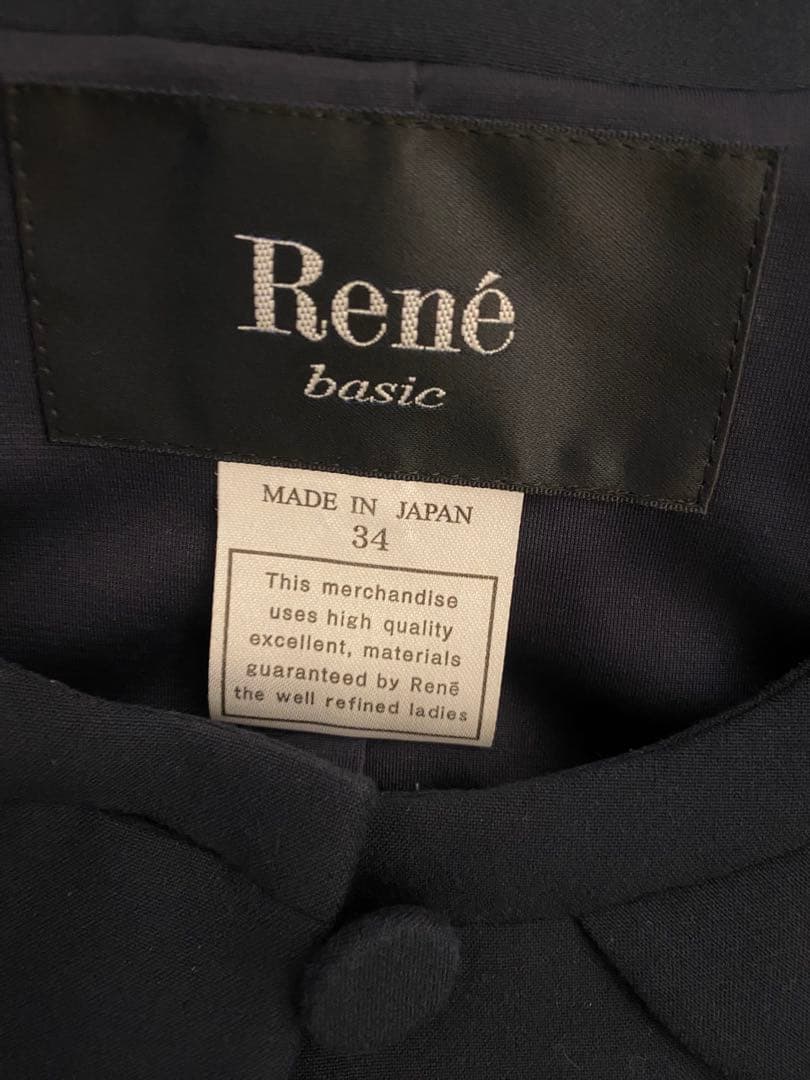 René
basic
MADE IN JAPAN
34
This merchandise
uses high quality
excellent, materials
guaranteed by René
the well refined ladies